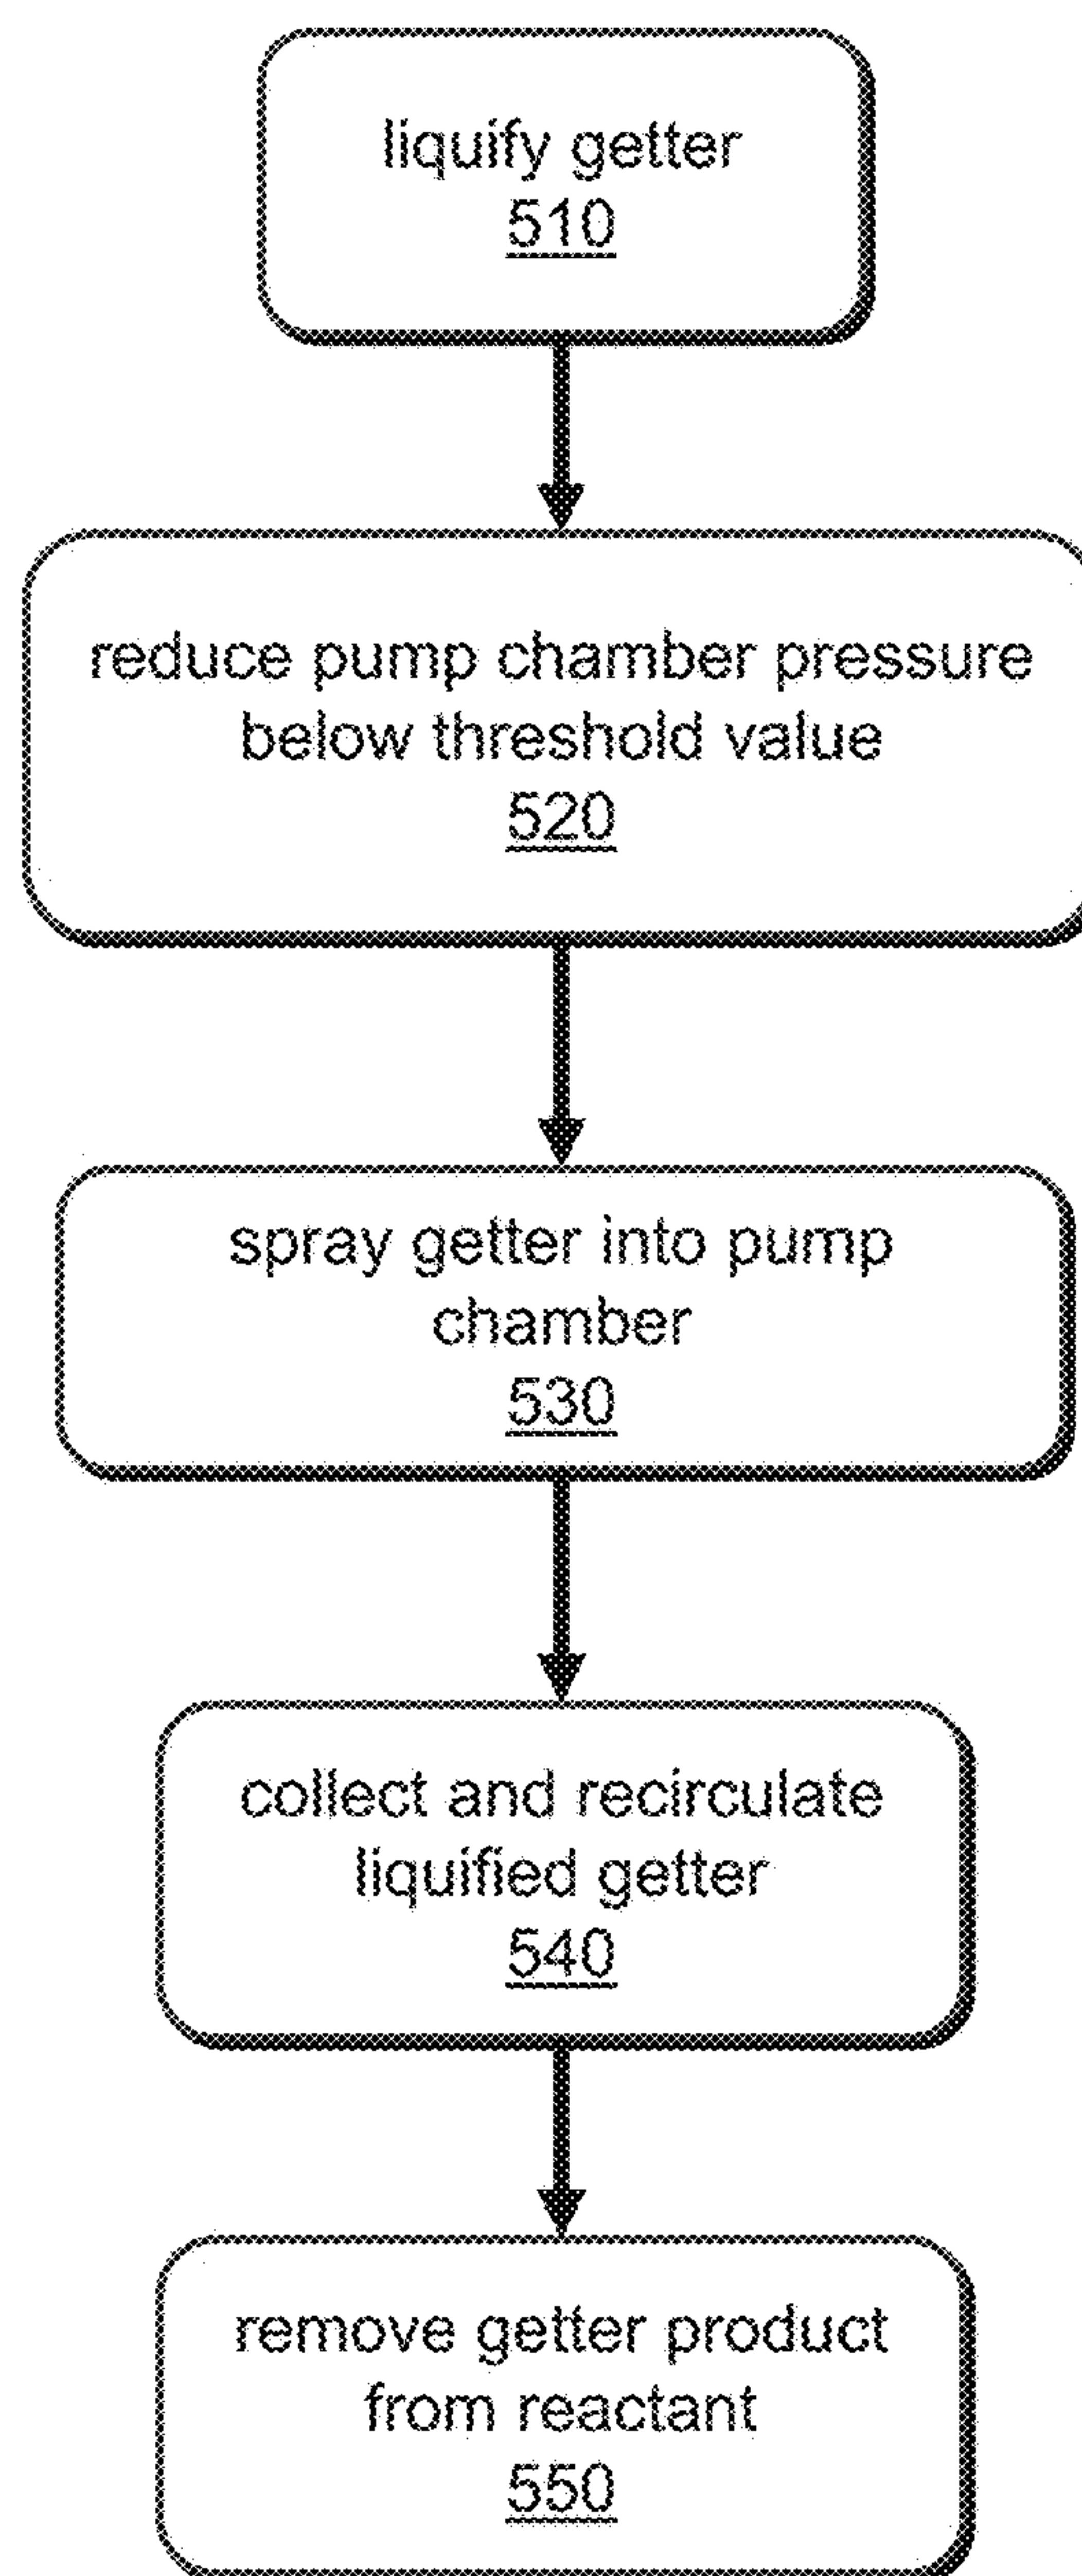 liquify getter
510
reduce pump chamber pressure
below threshold value
520
spray getter into pump
chamber
530
collect and recirculate
liquified getter
540
remove getter product
from reactant
550